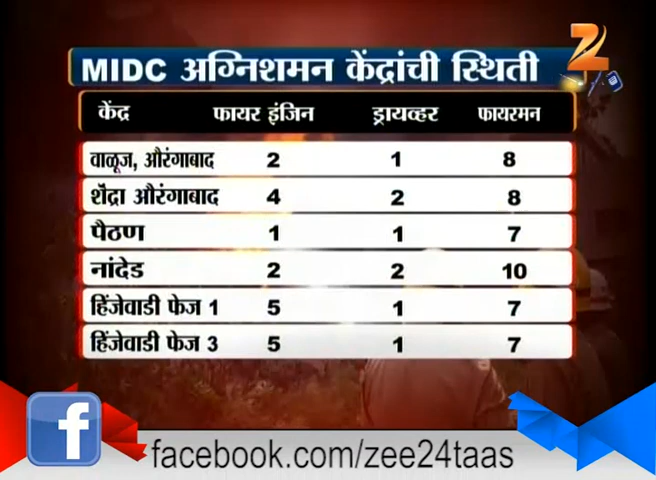 MIDC अग्निशमन केंद्रांची स्थिती
केंद्र फायर इंजिन ड्रायव्हर फायरमन
वाळूज, औरंगाबाद 2 1 8
शेंद्रा औरंगाबाद 4 2 8
पैठण 1 1 7
नांदेड 2 2 10
हिंजेवाडी फेज 1 5 1 7
हिंजेवाडी फेज 3 5 1 7
facebook.com/zee24taas